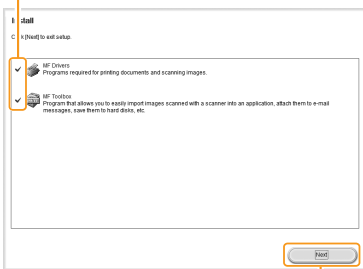 Install
Click [Next] to exit setup.
MF Drivers
Programs required for printing documents and scanning images.
MF Toolbox
Program that allows you to easily import images scanned with a scanner into an application, attach them to e-mail
messages, save them to hard disks, etc.
Next